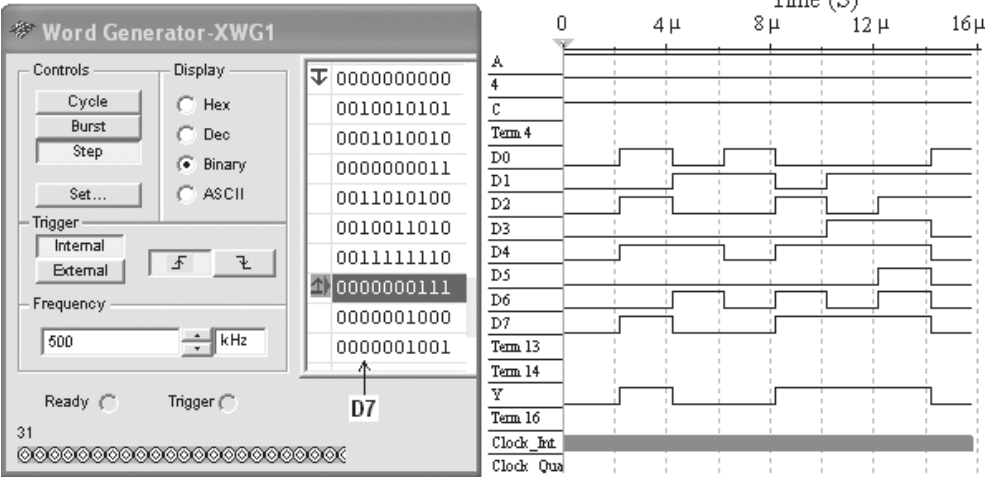 Word Generator-XWG1
Controls
Cycle
Burst
Step
Set...
Display
Hex
Dec
Binary
ASCII
Trigger
Internal
External
Frequency
500
kHz
Ready
Trigger
31
0000000000
0010010101
0001010010
0000000011
0011010100
0010011010
0011111110
0000000111
0000001000
0000001001
D7
Time (S)
0 4μ 8μ 12μ 16μ
A
4
C
Term 4
D0
D1
D2
D3
D4
D5
D6
D7
Term 13
Term 14
Y
Term 16
Clock_Int
Clock_Qua